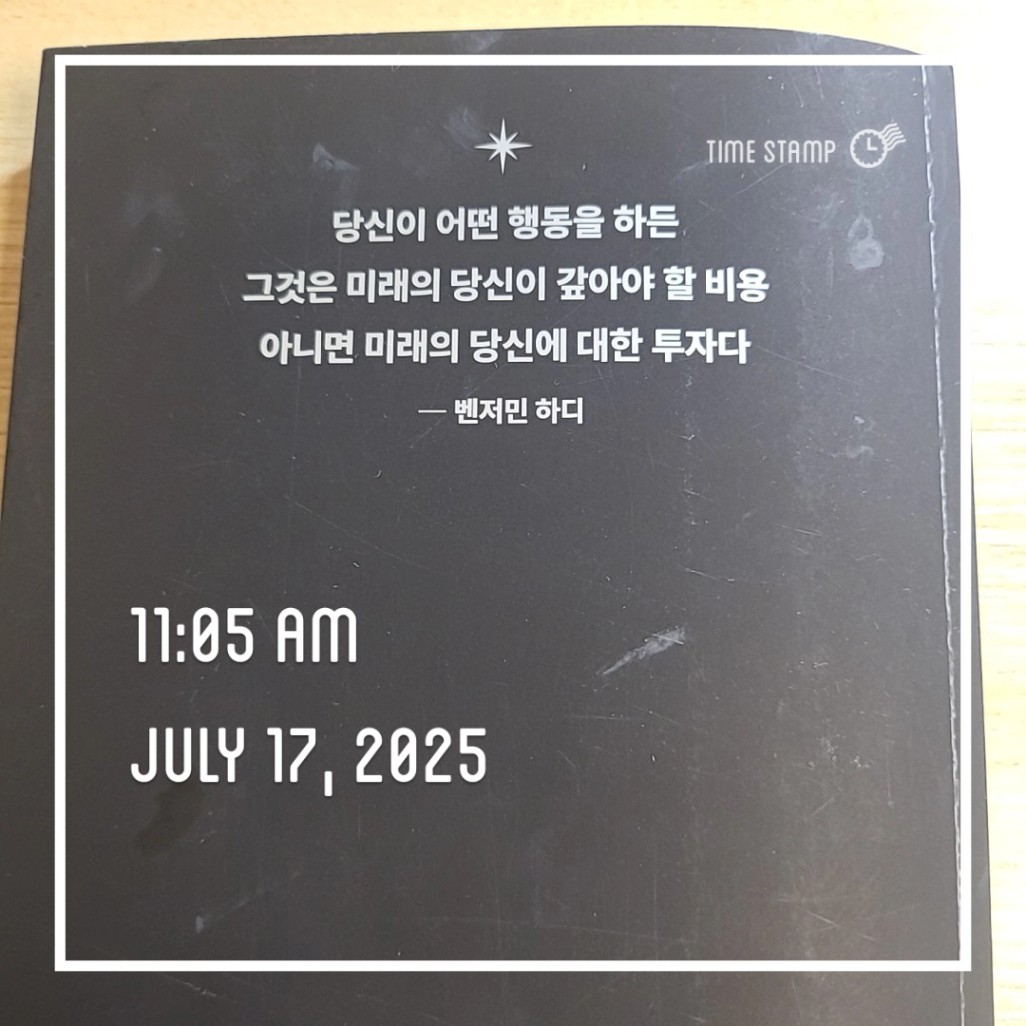 TIME STAMP
당신이 어떤 행동을 하든
그것은 미래의 당신이 갚아야 할 비용
아니면 미래의 당신에 대한 투자다
— 벤저민 하디
11:05 AM
JULY 17, 2025